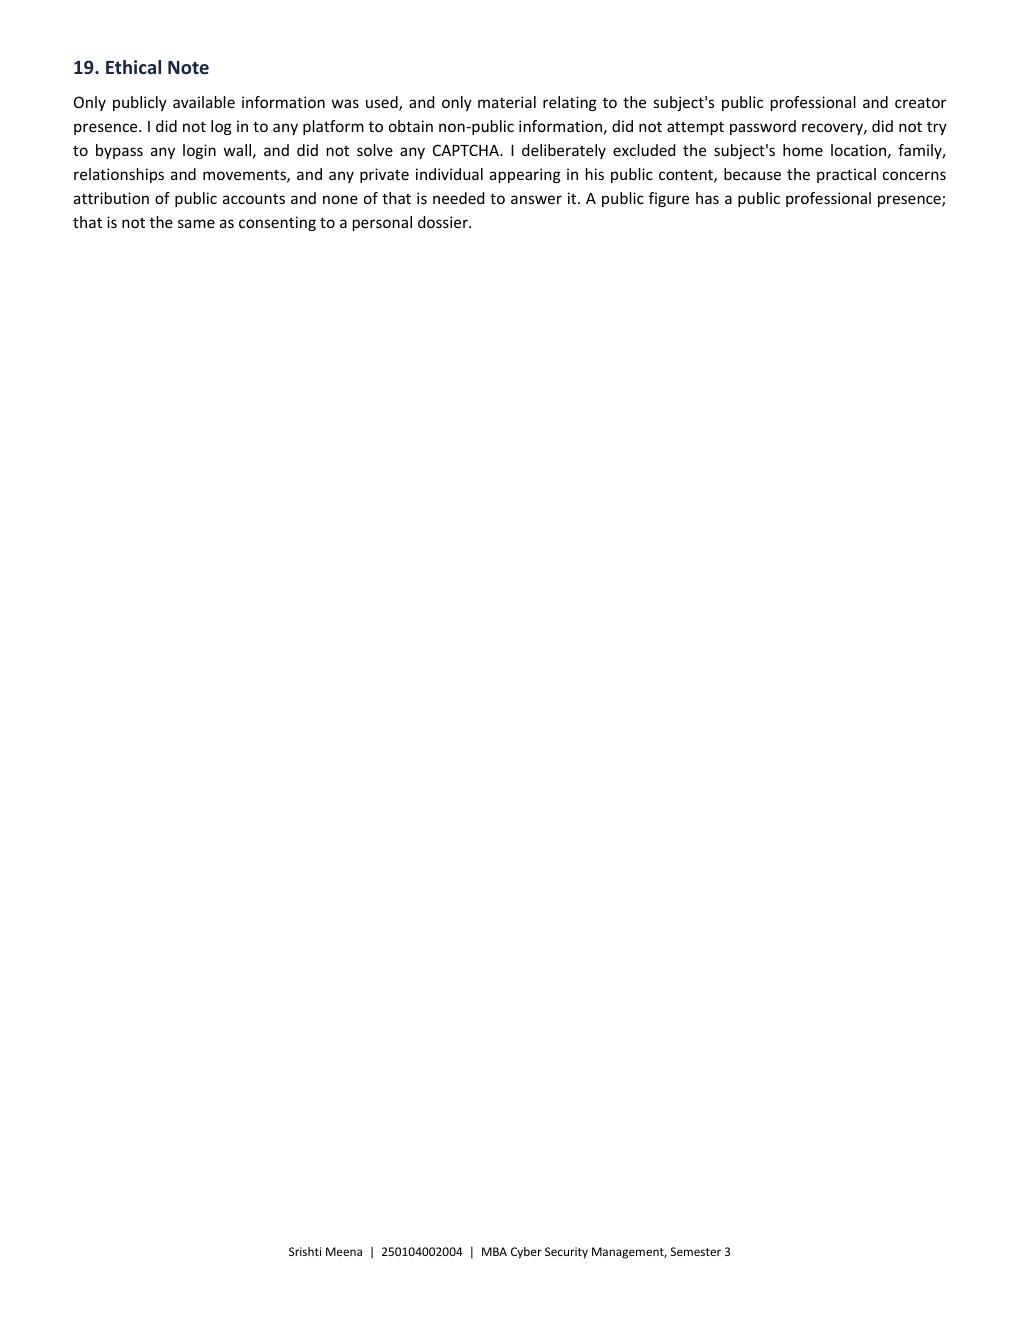 19. Ethical Note
Only publicly available information was used, and only material relating to the subject's public professional and creator
presence. I did not log in to any platform to obtain non-public information, did not attempt password recovery, did not try
to bypass any login wall, and did not solve any CAPTCHA. I deliberately excluded the subject's home location, family,
relationships and movements, and any private individual appearing in his public content, because the practical concerns
attribution of public accounts and none of that is needed to answer it. A public figure has a public professional presence;
that is not the same as consenting to a personal dossier.
Srishti Meena | 250104002004 | MBA Cyber Security Management, Semester 3